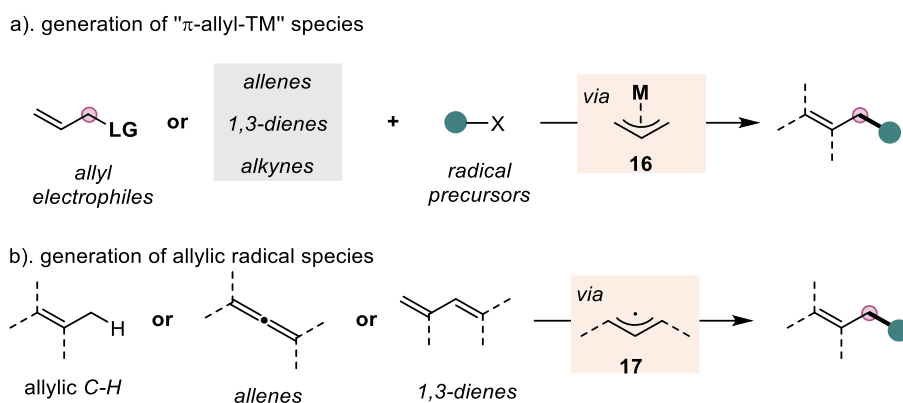 a). generation of "π-allyl-TM" species
allenes
via M
LG or 1,3-dienes + X
16
alkynes
allyl
electrophiles
radical
precursors
b). generation of allylic radical species
via
H or or
17
allylic C-H
allenes
1,3-dienes